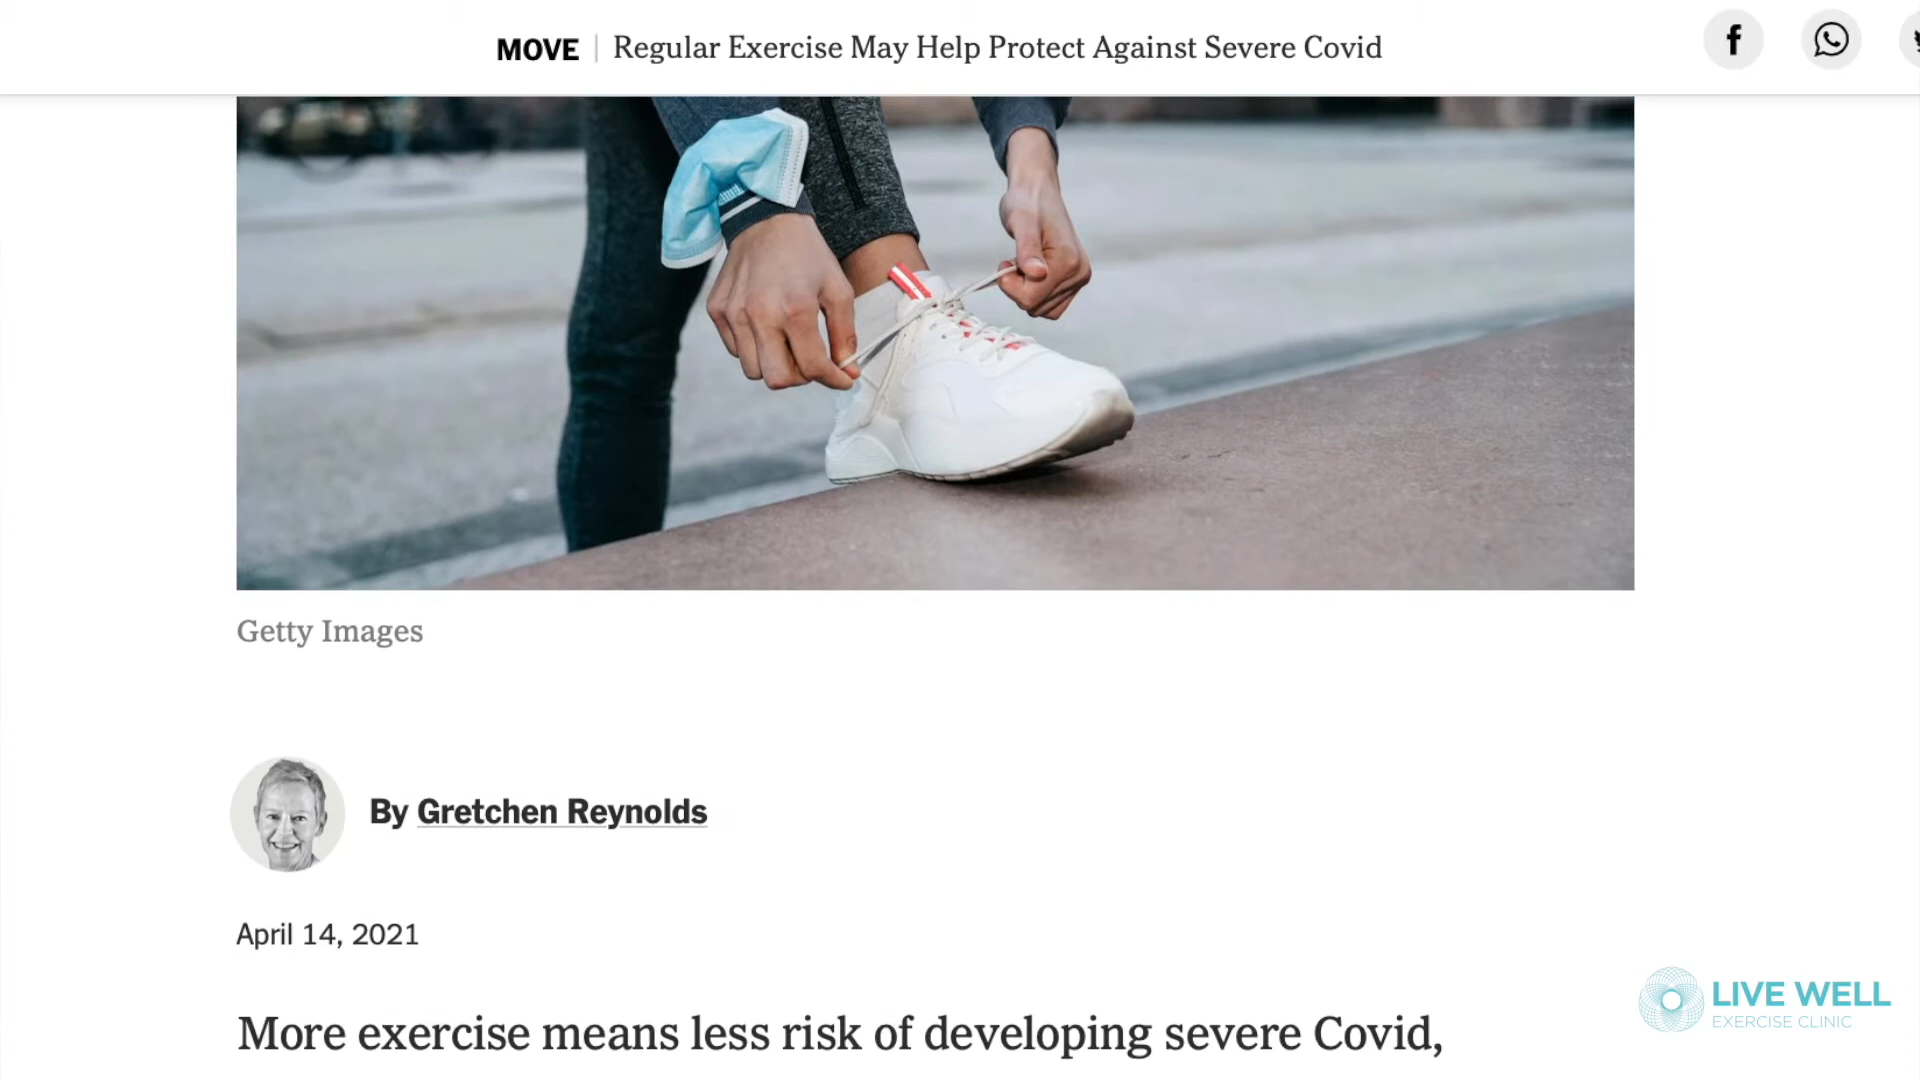 MOVE | Regular Exercise May Help Protect Against Severe Covid
Getty Images
By Gretchen Reynolds
April 14, 2021
More exercise means less risk of developing severe Covid,
LIVE WELL
EXERCISE CLINIC